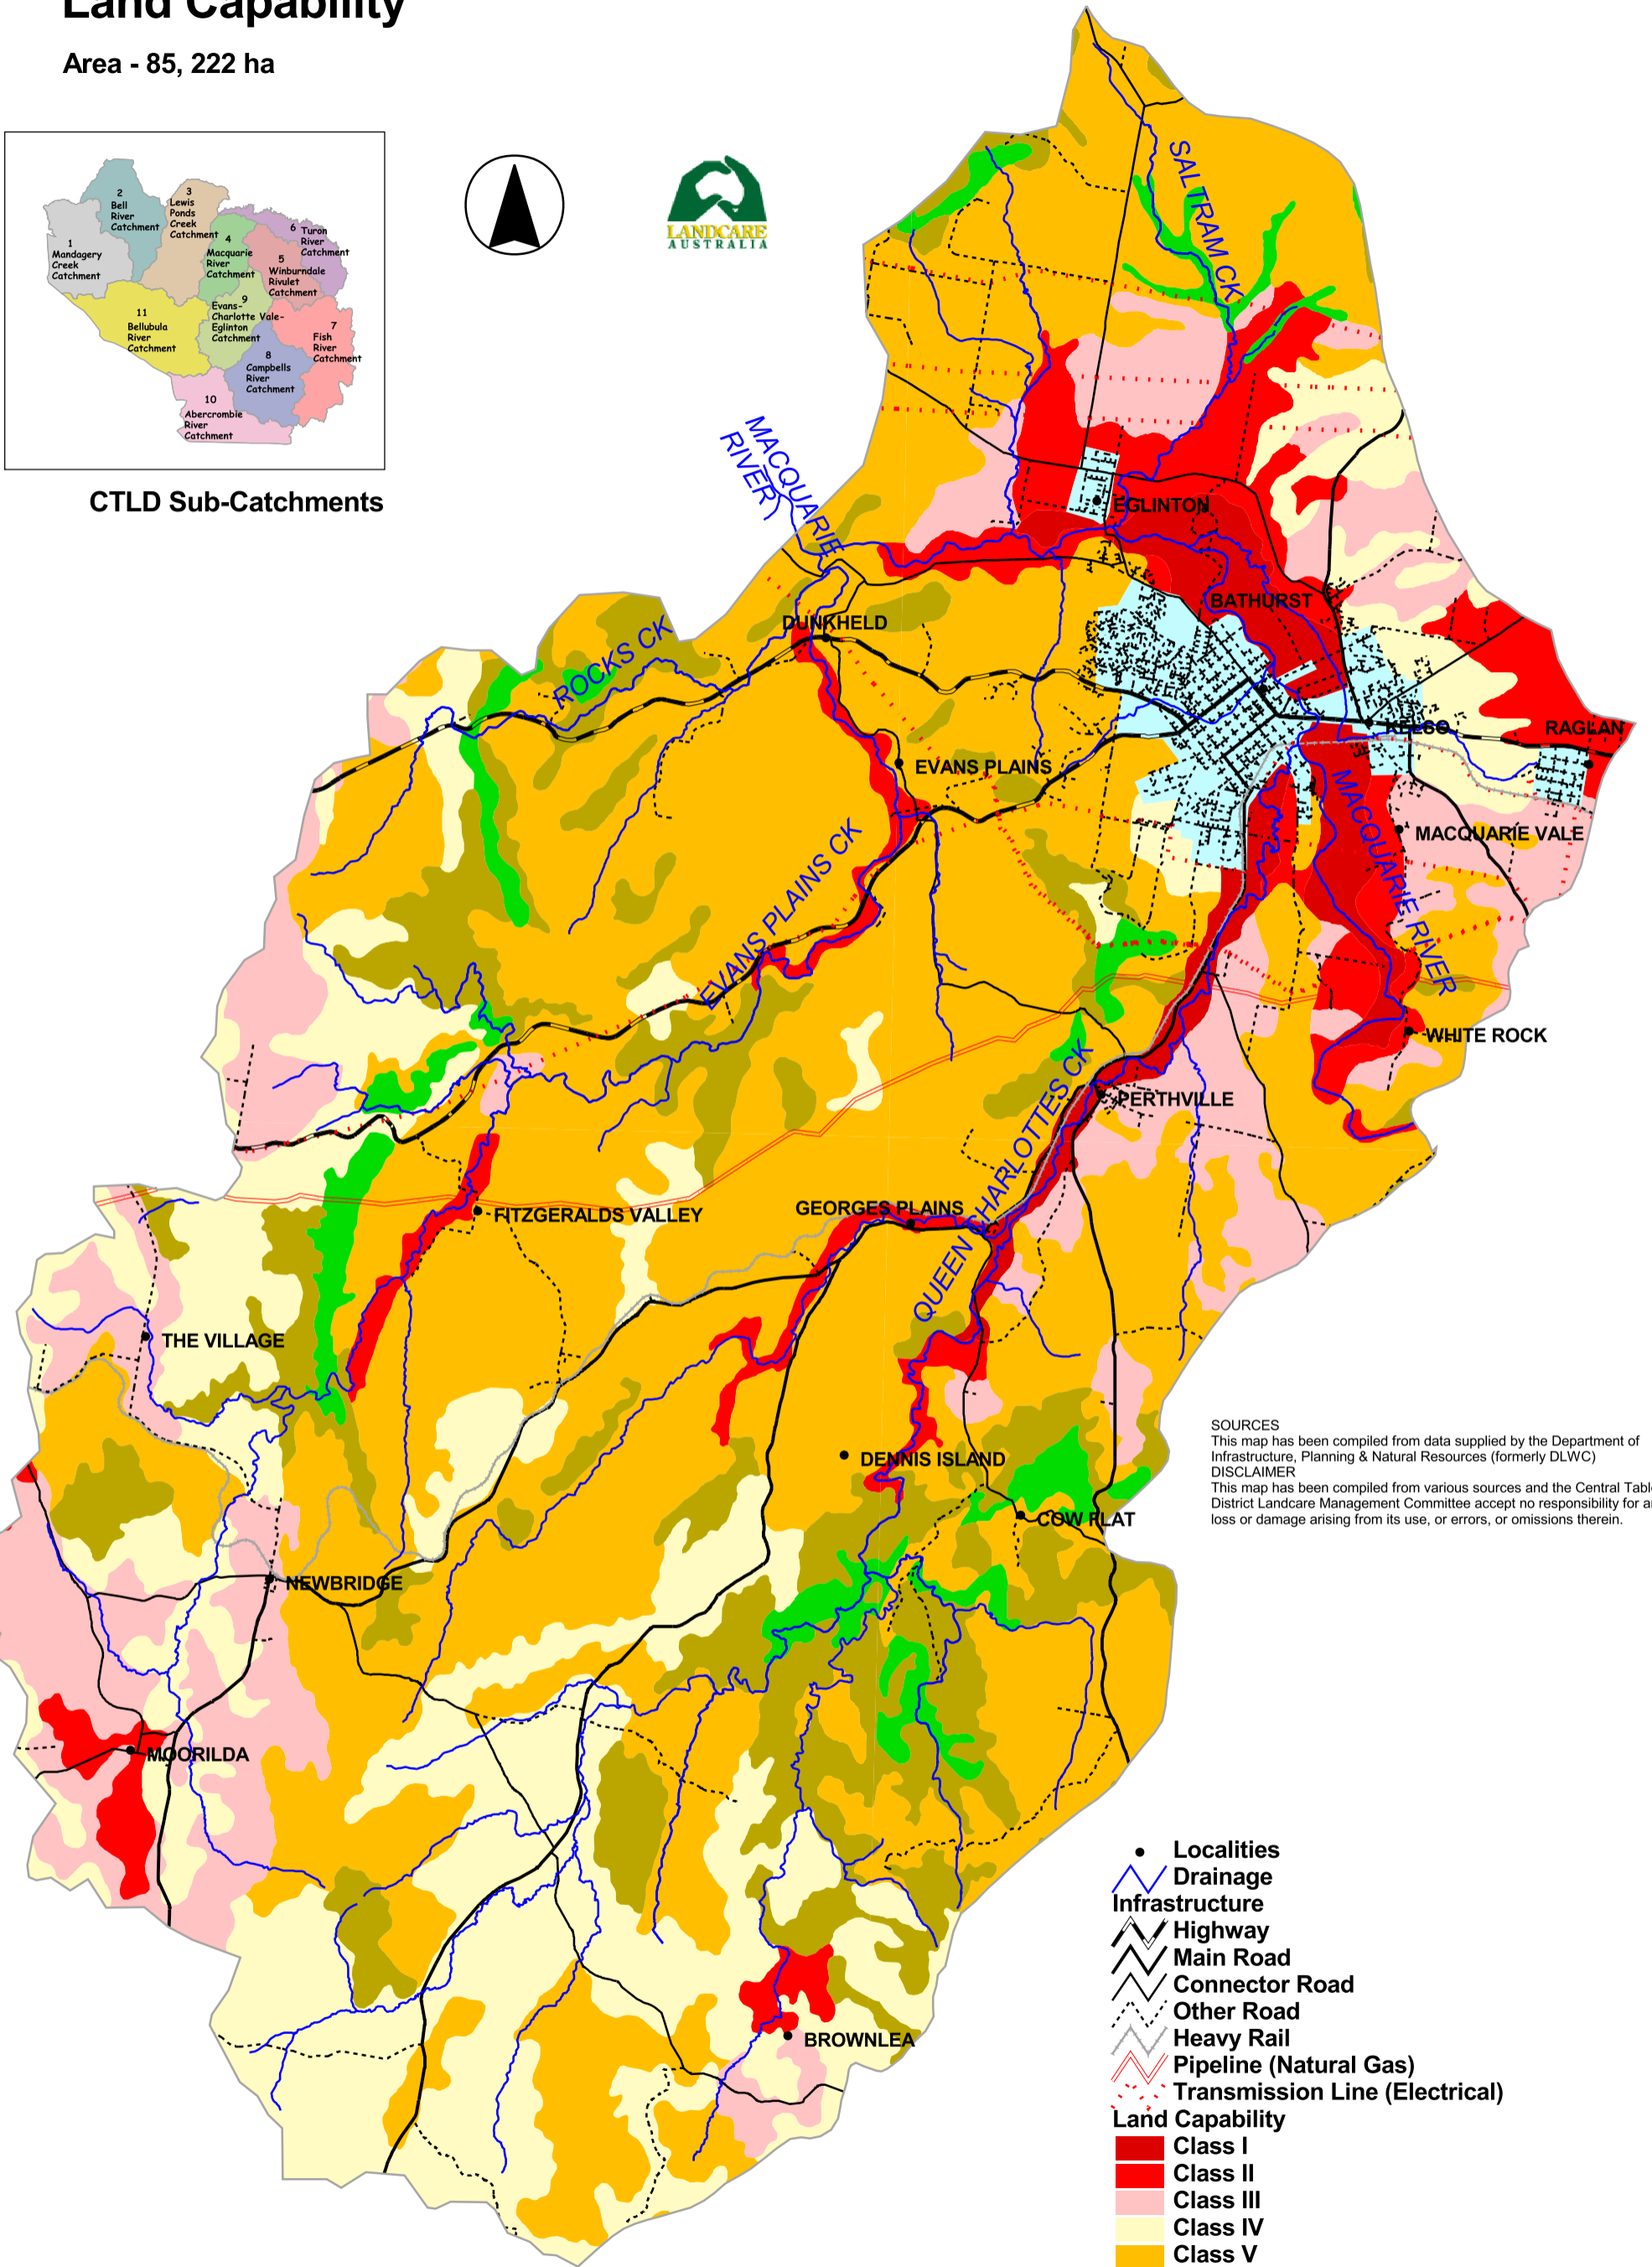 Land Capability
Area - 85, 222 ha
1
Mandagery
Creek
Catchment
2
Bell
River
Catchment
3
Lewis
Ponds
Creek
Catchment
4
Macquarie
River
Catchment
5
Winburndale
Rivulet
Catchment
6 Turon
River
Catchment
7
Fish
River
Catchment
8
Campbells
River
Catchment
9
Evans-
Charlotte Vale-
Eglinton
Catchment
10
Abercrombie
River
Catchment
11
Bellubula
River
Catchment
CTLD Sub-Catchments
LANDCARE
AUSTRALIA
SALTRAM CK
MACQUARIE
RIVER
EGLINTON
BATHURST
DUNKHELD
ROCKS CK
KELSO
RAGLAN
EVANS PLAINS
MACQUARIE VALE
MACQUARIE RIVER
EVANS PLAINS CK
WHITE ROCK
PERTHVILLE
QUEEN CHARLOTTES CK
GEORGES PLAINS
FITZGERALDS VALLEY
THE VILLAGE
DENNIS ISLAND
COW FLAT
NEWBRIDGE
MOORILDA
BROWNLEA
SOURCES
This map has been compiled from data supplied by the Department of
Infrastructure, Planning & Natural Resources (formerly DLWC)
DISCLAIMER
This map has been compiled from various sources and the Central Tabl
District Landcare Management Committee accept no responsibility for a
loss or damage arising from its use, or errors, or omissions therein.
Localities
Drainage
Infrastructure
Highway
Main Road
Connector Road
Other Road
Heavy Rail
Pipeline (Natural Gas)
Transmission Line (Electrical)
Land Capability
Class I
Class II
Class III
Class IV
Class V